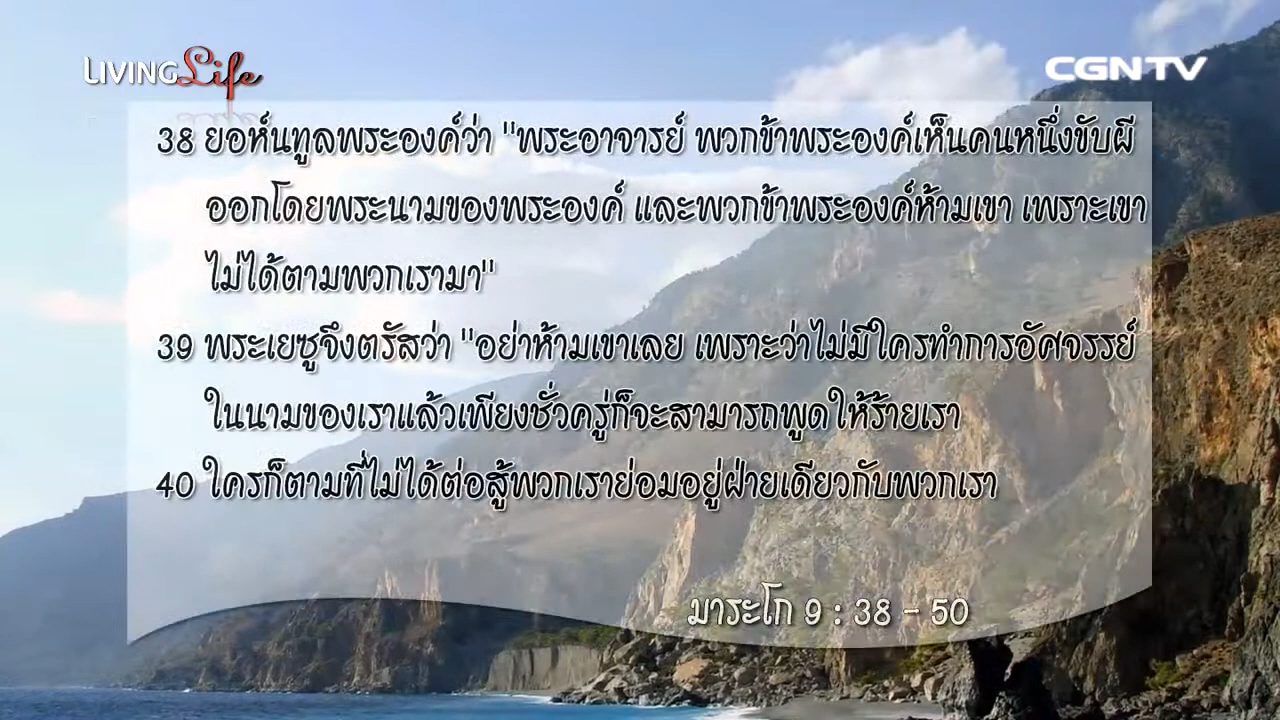 LIVING Life
CGNTV
38 ยอห์นทูลพระองค์ว่า "พระอาจารย์ พวกข้าพระองค์เห็นคนหนึ่งขับผี
ออกโดยพระนามของพระองค์ และพวกข้าพระองค์ห้ามเขา เพราะเขา
ไม่ได้ตามพวกเรามา"
39 พระเยซูจึงตรัสว่า "อย่าห้ามเขาเลย เพราะว่าไม่มีใครทำการอัศจรรย์
ในนามของเราแล้วเพียงชั่วครู่ก็จะสามารถพูดให้ร้ายเรา
40 ใครก็ตามที่ไม่ได้ต่อสู้พวกเราย่อมอยู่ฝ่ายเดียวกับพวกเรา
มาระโก 9 : 38 - 50